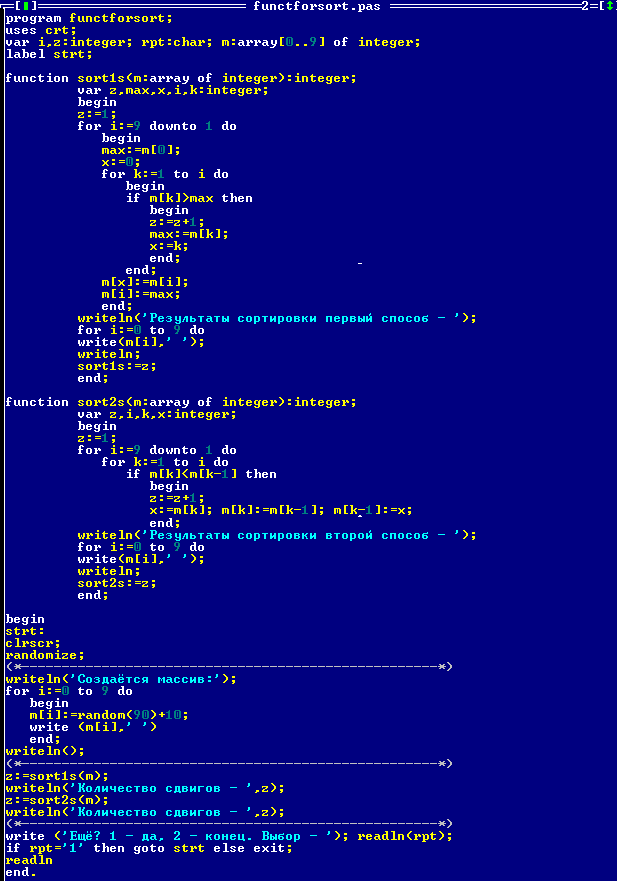 [■] functforsort.pas 2=[↕]
program functforsort;
uses crt;
var i,z:integer; rpt:char; m:array[0..9] of integer;
label strt;
function sort1s(m:array of integer):integer;
var z,max,x,i,k:integer;
begin
z:=1;
for i:=9 downto 1 do
begin
max:=m[0];
x:=0;
for k:=1 to i do
begin
if m[k]>max then
begin
z:=z+1;
max:=m[k];
x:=k;
end;
end;
m[x]:=m[i];
m[i]:=max;
end;
writeln('Результаты сортировки первый способ - ');
for i:=0 to 9 do
write(m[i],' ');
writeln;
sort1s:=z;
end;
function sort2s(m:array of integer):integer;
var z,i,k,x:integer;
begin
z:=1;
for i:=9 downto 1 do
for k:=1 to i do
if m[k]<m[k-1] then
begin
z:=z+1;
x:=m[k]; m[k]:=m[k-1]; m[k-1]:=x;
end;
writeln('Результаты сортировки второй способ - ');
for i:=0 to 9 do
write(m[i],' ');
writeln;
sort2s:=z;
end;
begin
strt:
clrscr;
randomize;
(*-----------------------------------------------------*)
writeln('Создаётся массив:');
for i:=0 to 9 do
begin
m[i]:=random(90)+10;
write (m[i],' ')
end;
writeln();
(*-----------------------------------------------------*)
z:=sort1s(m);
writeln('Количество сдвигов - ',z);
z:=sort2s(m);
writeln('Количество сдвигов - ',z);
(*-----------------------------------------------------*)
write ('Ещё? 1 - да, 2 - конец. Выбор - '); readln(rpt);
if rpt='1' then goto strt else exit;
readln
end.